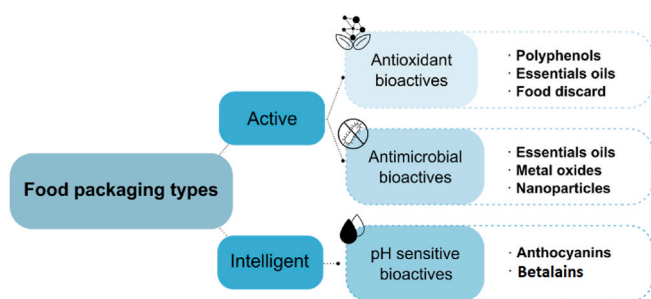 Food packaging types
Active
Intelligent
Antioxidant
bioactives
· Polyphenols
· Essentials oils
· Food discard
Antimicrobial
bioactives
· Essentials oils
· Metal oxides
· Nanoparticles
pH sensitive
bioactives
· Anthocyanins
· Betalains